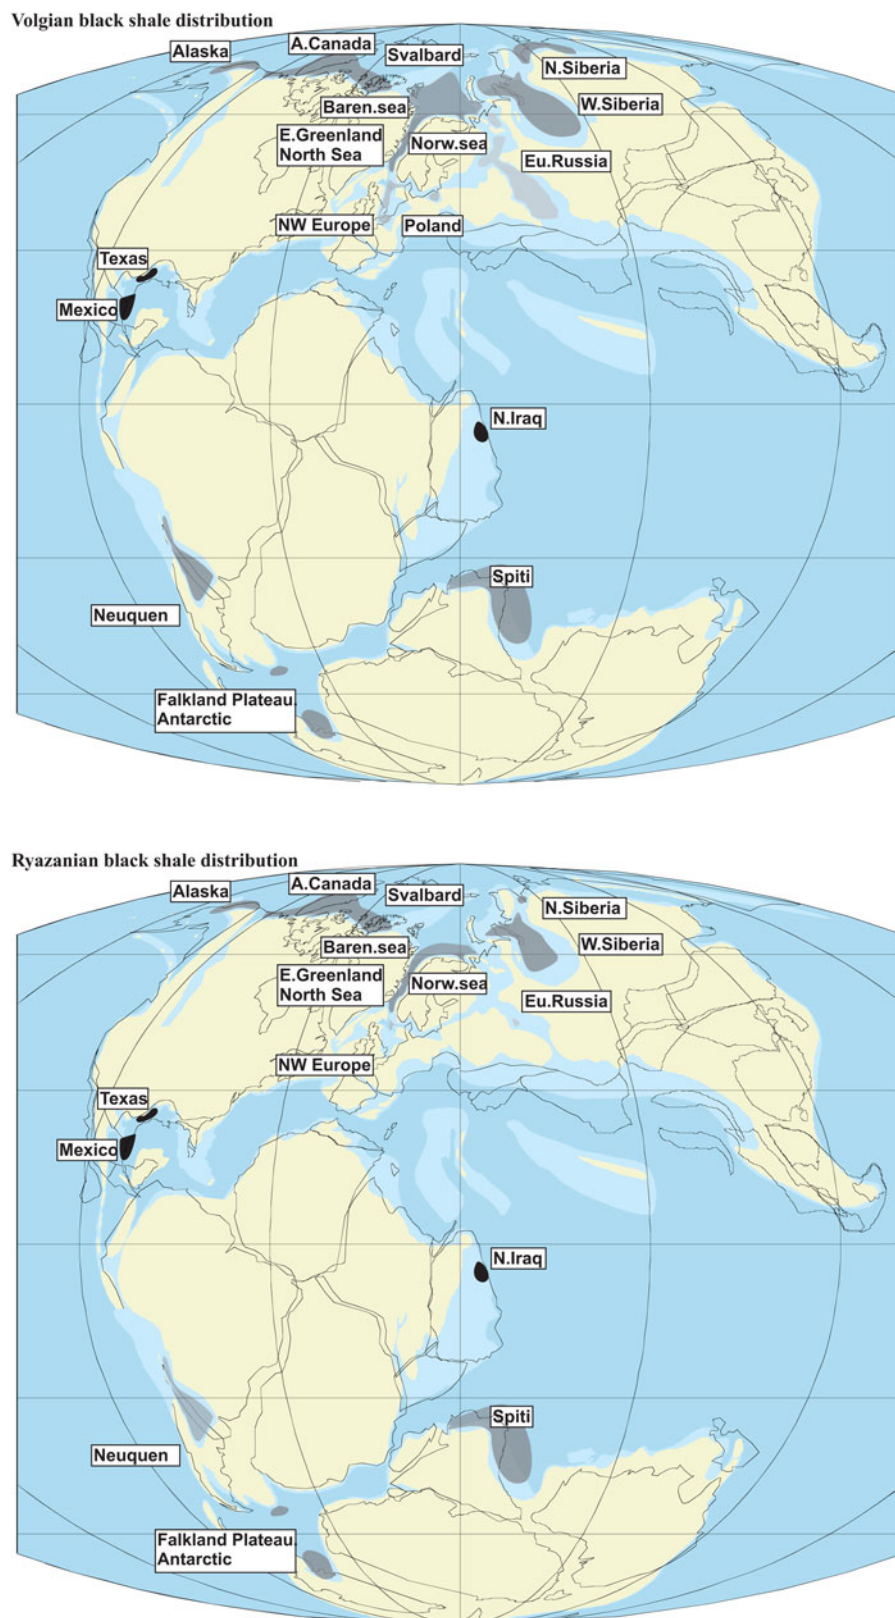 Volgian black shale distribution
Alaska
A.Canada
Svalbard
N.Siberia
Baren.sea
W.Siberia
E.Greenland
North Sea
Norw.sea
Eu.Russia
NW Europe
Poland
Texas
Mexico
N.Iraq
Spiti
Neuquen
Falkland Plateau.
Antarctic
Ryazanian black shale distribution
Alaska
A.Canada
Svalbard
N.Siberia
Baren.sea
W.Siberia
E.Greenland
North Sea
Norw.sea
Eu.Russia
NW Europe
Texas
Mexico
N.Iraq
Spiti
Neuquen
Falkland Plateau.
Antarctic